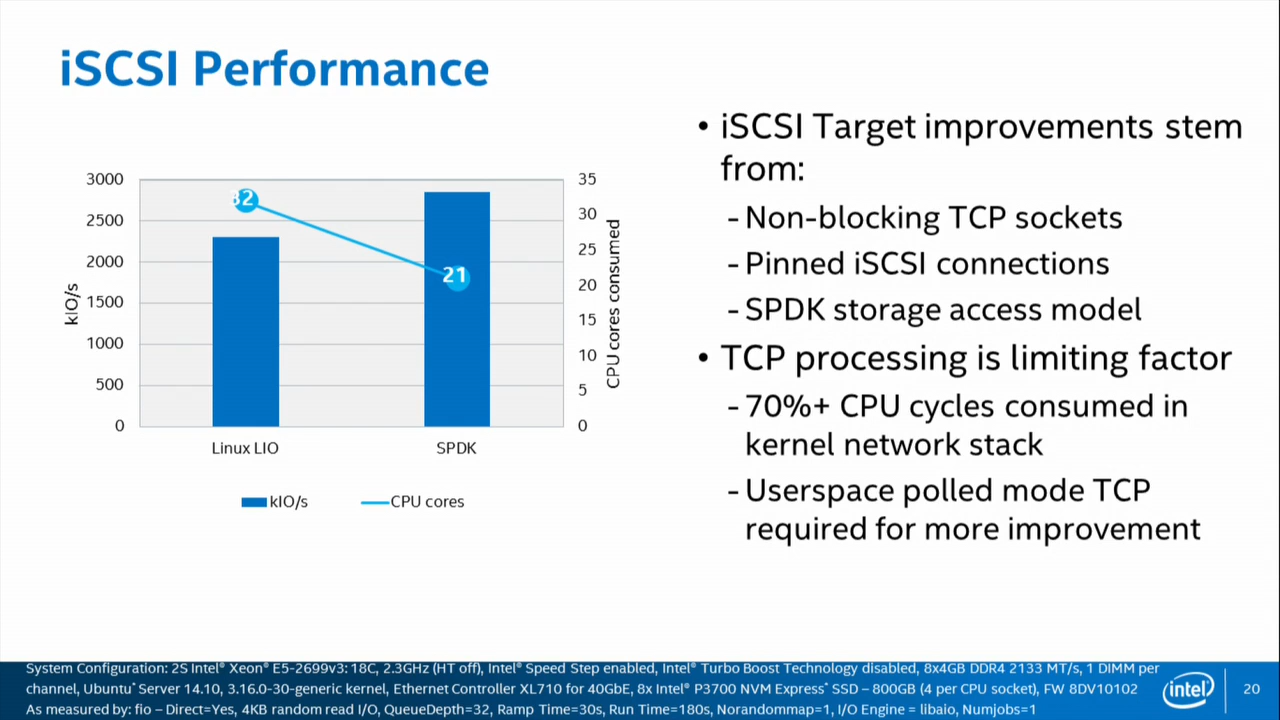 iSCSI Performance
3000
2500
2000
1500
1000
500
0
kIO/s
35
30
25
20
15
10
5
0
CPU cores consumed
32
21
Linux LIO
SPDK
kIO/s
CPU cores
• iSCSI Target improvements stem
from:
- Non-blocking TCP sockets
- Pinned iSCSI connections
- SPDK storage access model
• TCP processing is limiting factor
- 70%+ CPU cycles consumed in
kernel network stack
- Userspace polled mode TCP
required for more improvement
System Configuration: 2S Intel® Xeon® E5-2699v3: 18C, 2.3GHz (HT off), Intel® Speed Step enabled, Intel® Turbo Boost Technology disabled, 8x4GB DDR4 2133 MT/s, 1 DIMM per
channel, Ubuntu* Server 14.10, 3.16.0-30-generic kernel, Ethernet Controller XL710 for 40GbE, 8x Intel® P3700 NVM Express* SSD – 800GB (4 per CPU socket), FW 8DV10102
As measured by: fio – Direct=Yes, 4KB random read I/O, QueueDepth=32, Ramp Time=30s, Run Time=180s, Norandommap=1, I/O Engine = libaio, Numjobs=1
intel
20